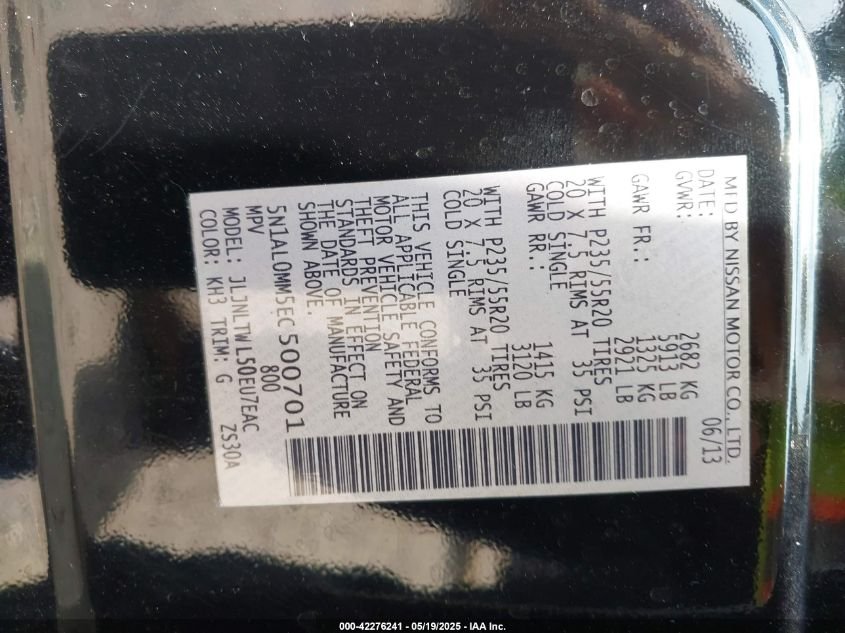 MFD BY NISSAN MOTOR CO., LTD.
DATE: 06/13
GVWR: 2682 KG
5913 LB
GAWR FR.: 1325 KG
2921 LB
WITH P235/55R20 TIRES
20 X 7.5 RIMS AT 35 PSI
COLD SINGLE
GAWR RR.: 1415 KG
3120 LB
WITH P235/55R20 TIRES
20 X 7.5 RIMS AT 35 PSI
COLD SINGLE
THIS VEHICLE CONFORMS TO
ALL APPLICABLE FEDERAL
MOTOR VEHICLE SAFETY AND
THEFT PREVENTION
STANDARDS IN EFFECT ON
THE DATE OF MANUFACTURE
SHOWN ABOVE.
5N1AL0MM5EC500701
MPV 800
MODEL: JLJNLTWL50EU7EAC
COLOR: KH3 TRIM: G ZS30A
000-42276241 - 05/19/2025 - IAA Inc.